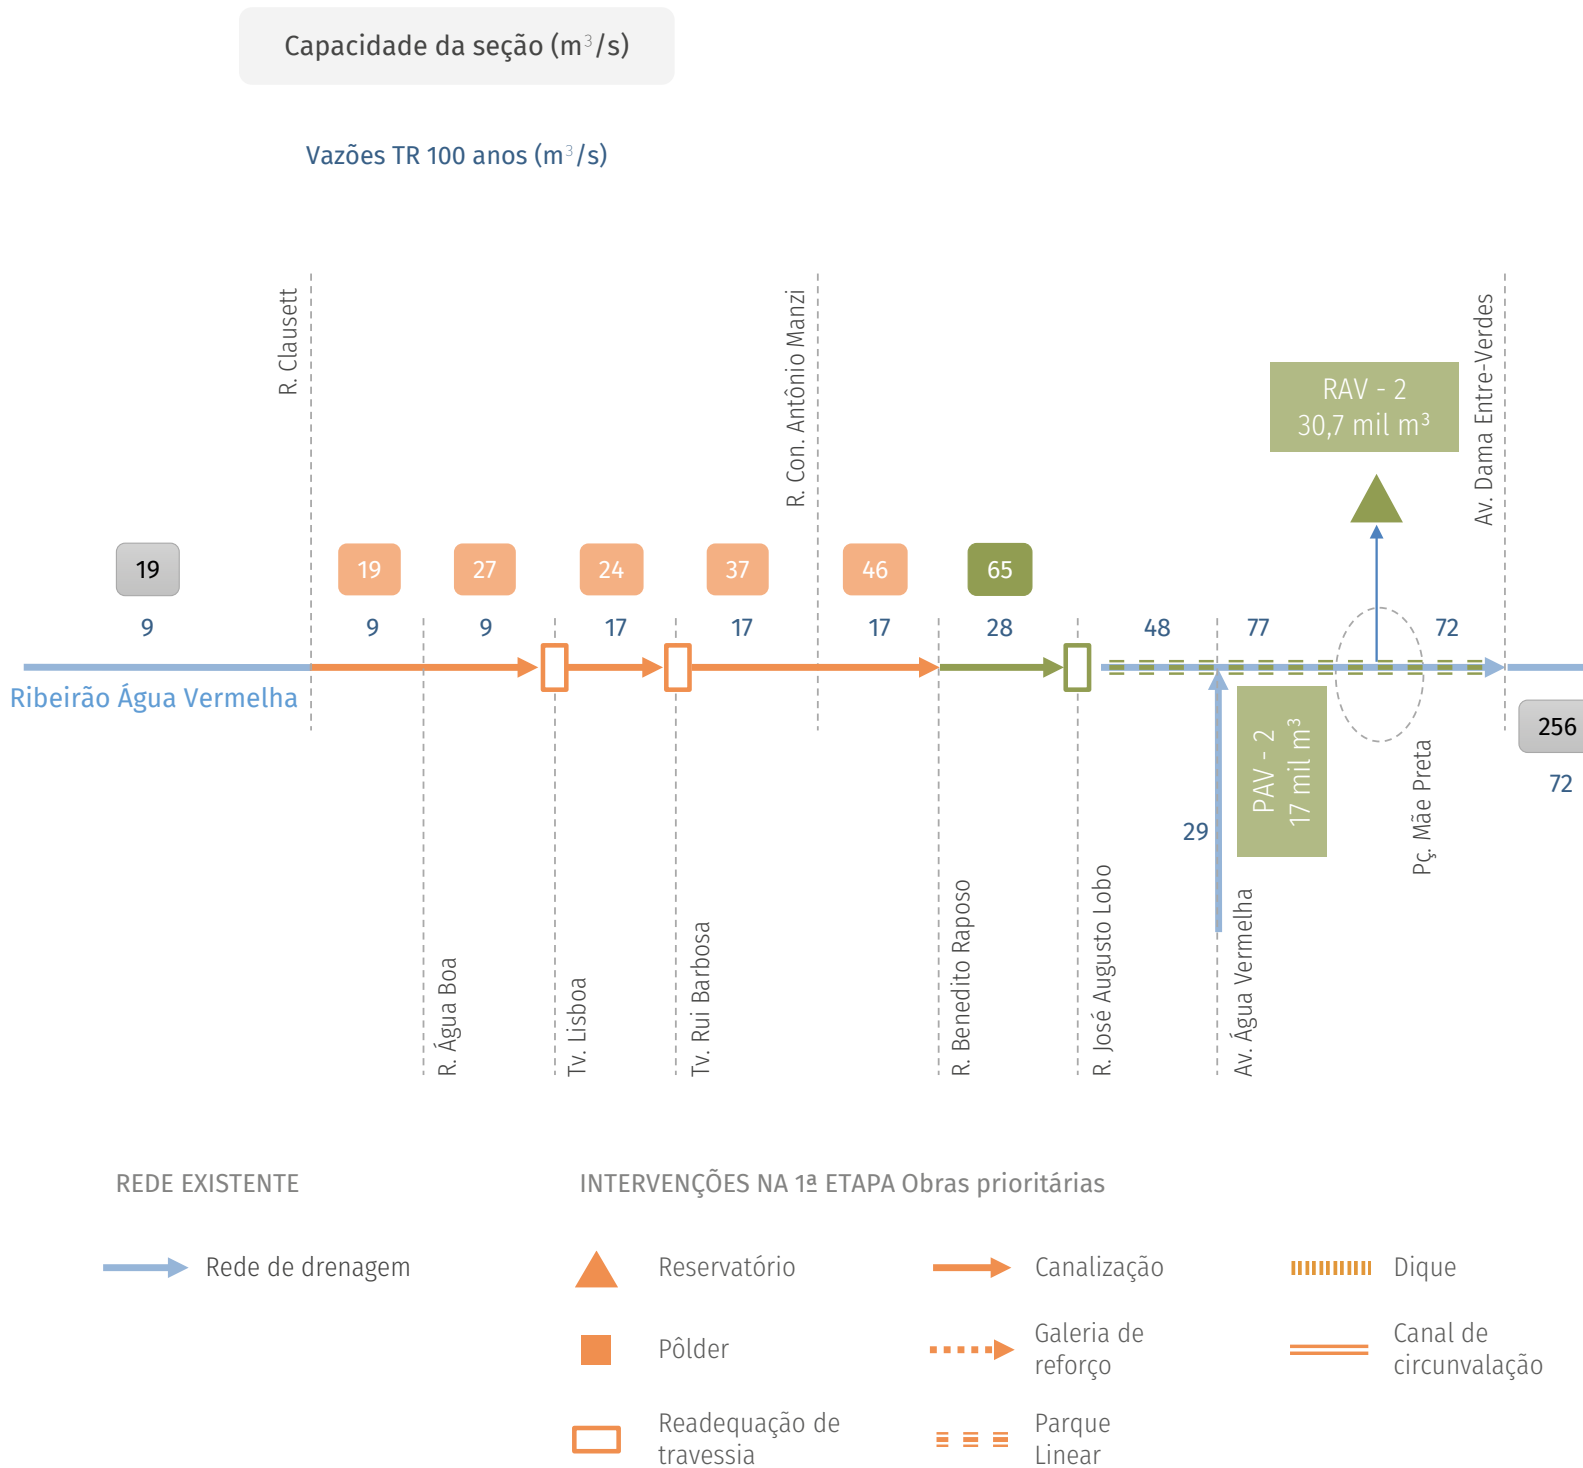 Capacidade da seção (m³/s)
Vazões TR 100 anos (m³/s)
R. Clausett
R. Con. Antônio Manzi
Av. Dama Entre-Verdes
RAV - 2
30,7 mil m³
19
19
27
24
37
46
65
9
9
9
17
17
17
28
48
77
72
Ribeirão Água Vermelha
256
72
PAV - 2
17 mil m³
29
Pç. Mãe Preta
R. Água Boa
Tv. Lisboa
Tv. Rui Barbosa
R. Benedito Raposo
R. José Augusto Lobo
Av. Água Vermelha
REDE EXISTENTE
INTERVENÇÕES NA 1ª ETAPA Obras prioritárias
Rede de drenagem
Reservatório
Canalização
Dique
Pôlder
Galeria de
reforço
Canal de
circunvalação
Readequação de
travessia
Parque
Linear